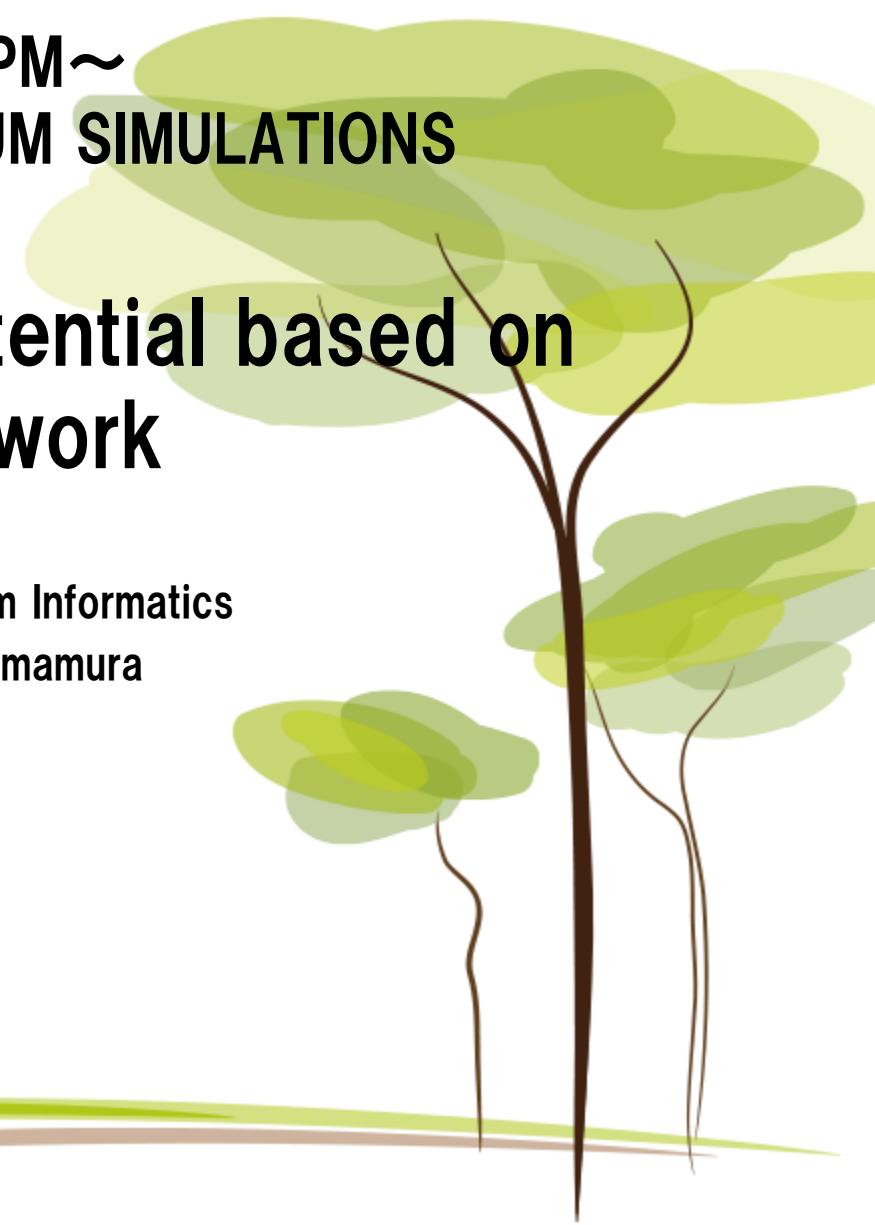 PM～
UM SIMULATIONS
tential based on
work
m Informatics
mamura